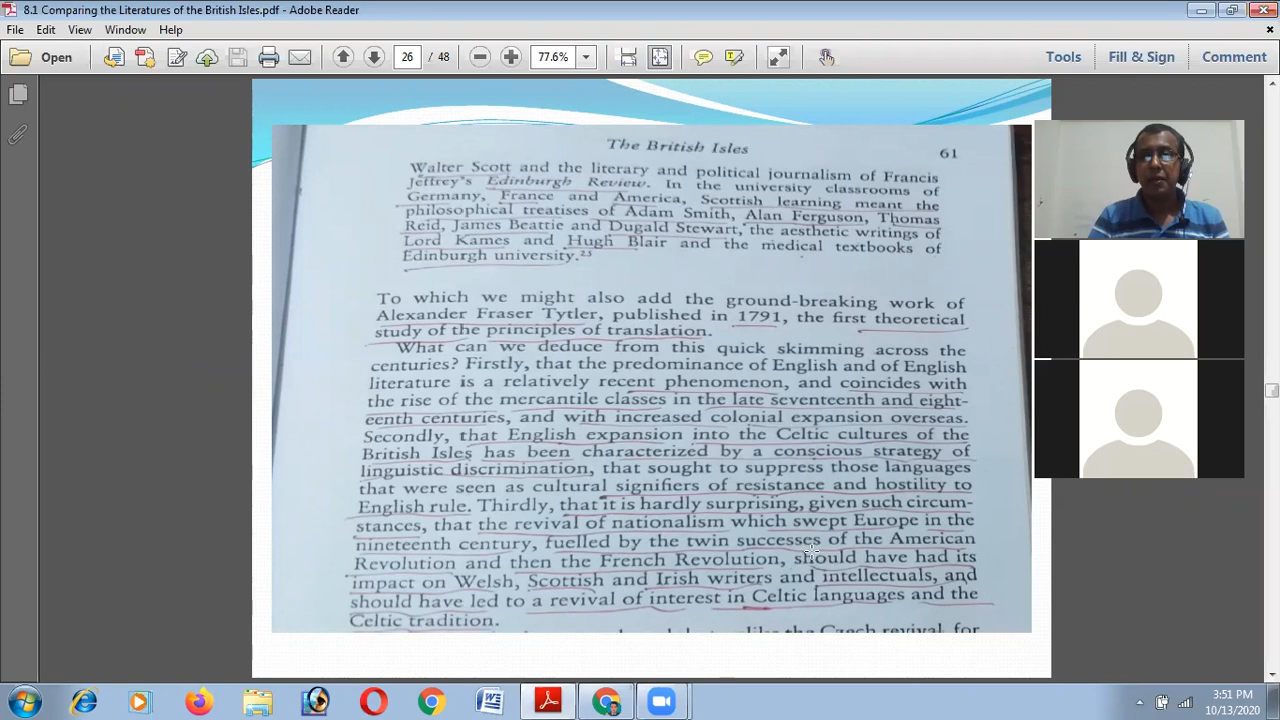 8.1 Comparing the Literatures of the British Isles.pdf - Adobe Reader
File Edit View Window Help
Open 26 / 48 77.6% Tools Fill & Sign Comment
The British Isles 61
Walter Scott and the literary and political journalism of Francis
Jeffrey's Edinburgh Review. In the university classrooms of
Germany, France and America, Scottish learning meant the
philosophical treatises of Adam Smith, Alan Ferguson, Thomas
Reid, James Beattie and Dugald Stewart, the aesthetic writings of
Lord Kames and Hugh Blair and the medical textbooks of
Edinburgh university.²³
To which we might also add the ground-breaking work of
Alexander Fraser Tytler, published in 1791, the first theoretical
study of the principles of translation.
What can we deduce from this quick skimming across the
centuries? Firstly, that the predominance of English and of English
literature is a relatively recent phenomenon, and coincides with
the rise of the mercantile classes in the late seventeenth and eight-
eenth centuries, and with increased colonial expansion overseas.
Secondly, that English expansion into the Celtic cultures of the
British Isles has been characterized by a conscious strategy of
linguistic discrimination, that sought to suppress those languages
that were seen as cultural signifiers of resistance and hostility to
English rule. Thirdly, that it is hardly surprising, given such circum-
stances, that the revival of nationalism which swept Europe in the
nineteenth century, fuelled by the twin successes of the American
Revolution and then the French Revolution, should have had its
impact on Welsh, Scottish and Irish writers and intellectuals, and
should have led to a revival of interest in Celtic languages and the
Celtic tradition.
like the Czech revival, for
3:51 PM
10/13/2020